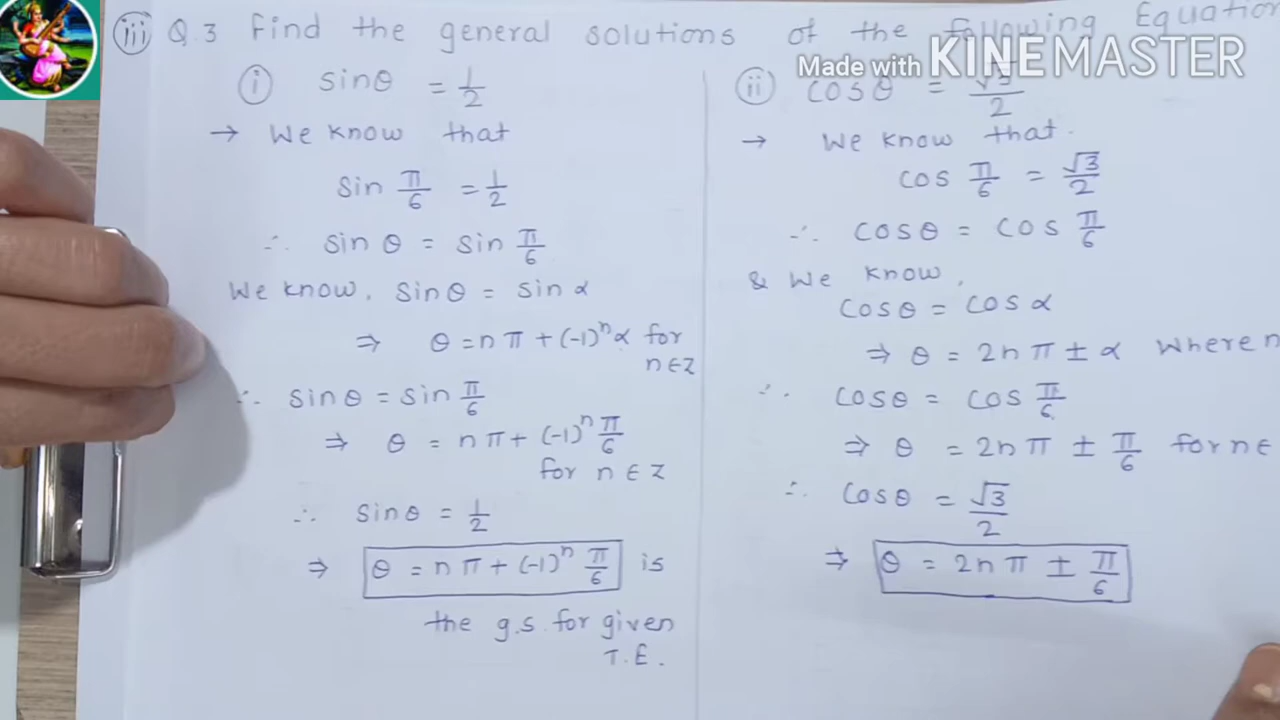 iii Q.3 Find the general solutions of the following Equation
Made with KINEMASTER
i sinθ = 1/2
→ We know that
sin π/6 = 1/2
∴ sin θ = sin π/6
We know, sinθ = sin α
⇒ θ = nπ + (-1)^n α for
n∈Z
∴ sinθ = sin π/6
⇒ θ = nπ + (-1)^n π/6
for n ∈ Z
∴ sinθ = 1/2
⇒ θ = nπ + (-1)^n π/6 is
the g.s. for given
T.E.
ii cosθ = √3/2
→ We know that.
cos π/6 = √3/2
∴ cosθ = cos π/6
& We know,
cosθ = cosα
⇒ θ = 2nπ ± α where n
∴ cosθ = cos π/6
⇒ θ = 2nπ ± π/6 for n∈
∴ cosθ = √3/2
⇒ θ = 2nπ ± π/6